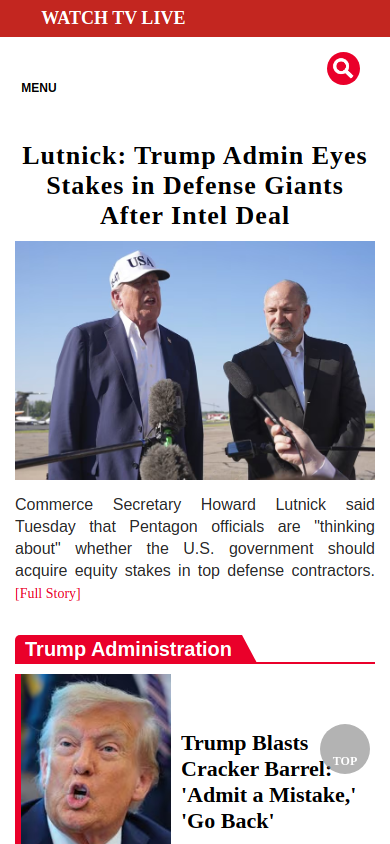 WATCH TV LIVE
MENU
Lutnick: Trump Admin Eyes
Stakes in Defense Giants
After Intel Deal
USA
Commerce Secretary Howard Lutnick said
Tuesday that Pentagon officials are "thinking
about" whether the U.S. government should
acquire equity stakes in top defense contractors.
[Full Story]
Trump Administration
Trump Blasts
Cracker Barrel:
'Admit a Mistake,'
'Go Back'
TOP